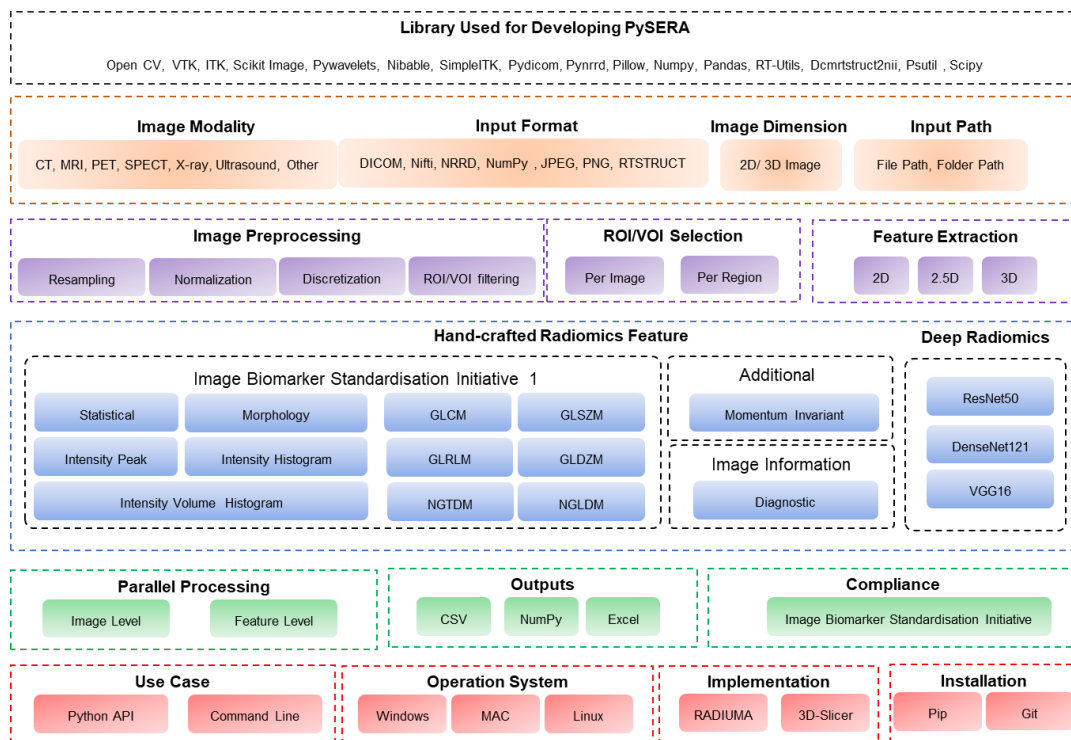 Library Used for Developing PySERA
Open CV, VTK, ITK, Scikit Image, Pywavelets, Nibable, SimpleITK, Pydicom, Pynrrd, Pillow, Numpy, Pandas, RT-Utils, Dcmrtstruct2nii, Psutil , Scipy
Image Modality
CT, MRI, PET, SPECT, X-ray, Ultrasound, Other
Input Format
DICOM, Nifti, NRRD, NumPy , JPEG, PNG, RTSTRUCT
Image Dimension
2D/ 3D Image
Input Path
File Path, Folder Path
Image Preprocessing
Resampling
Normalization
Discretization
ROI/VOI filtering
ROI/VOI Selection
Per Image
Per Region
Feature Extraction
2D
2.5D
3D
Hand-crafted Radiomics Feature
Image Biomarker Standardisation Initiative 1
Statistical
Morphology
GLCM
GLSZM
Intensity Peak
Intensity Histogram
GLRLM
GLDZM
Intensity Volume Histogram
NGTDM
NGLDM
Additional
Momentum Invariant
Image Information
Diagnostic
Deep Radiomics
ResNet50
DenseNet121
VGG16
Parallel Processing
Image Level
Feature Level
Outputs
CSV
NumPy
Excel
Compliance
Image Biomarker Standardisation Initiative
Use Case
Python API
Command Line
Operation System
Windows
MAC
Linux
Implementation
RADIUMA
3D-Slicer
Installation
Pip
Git